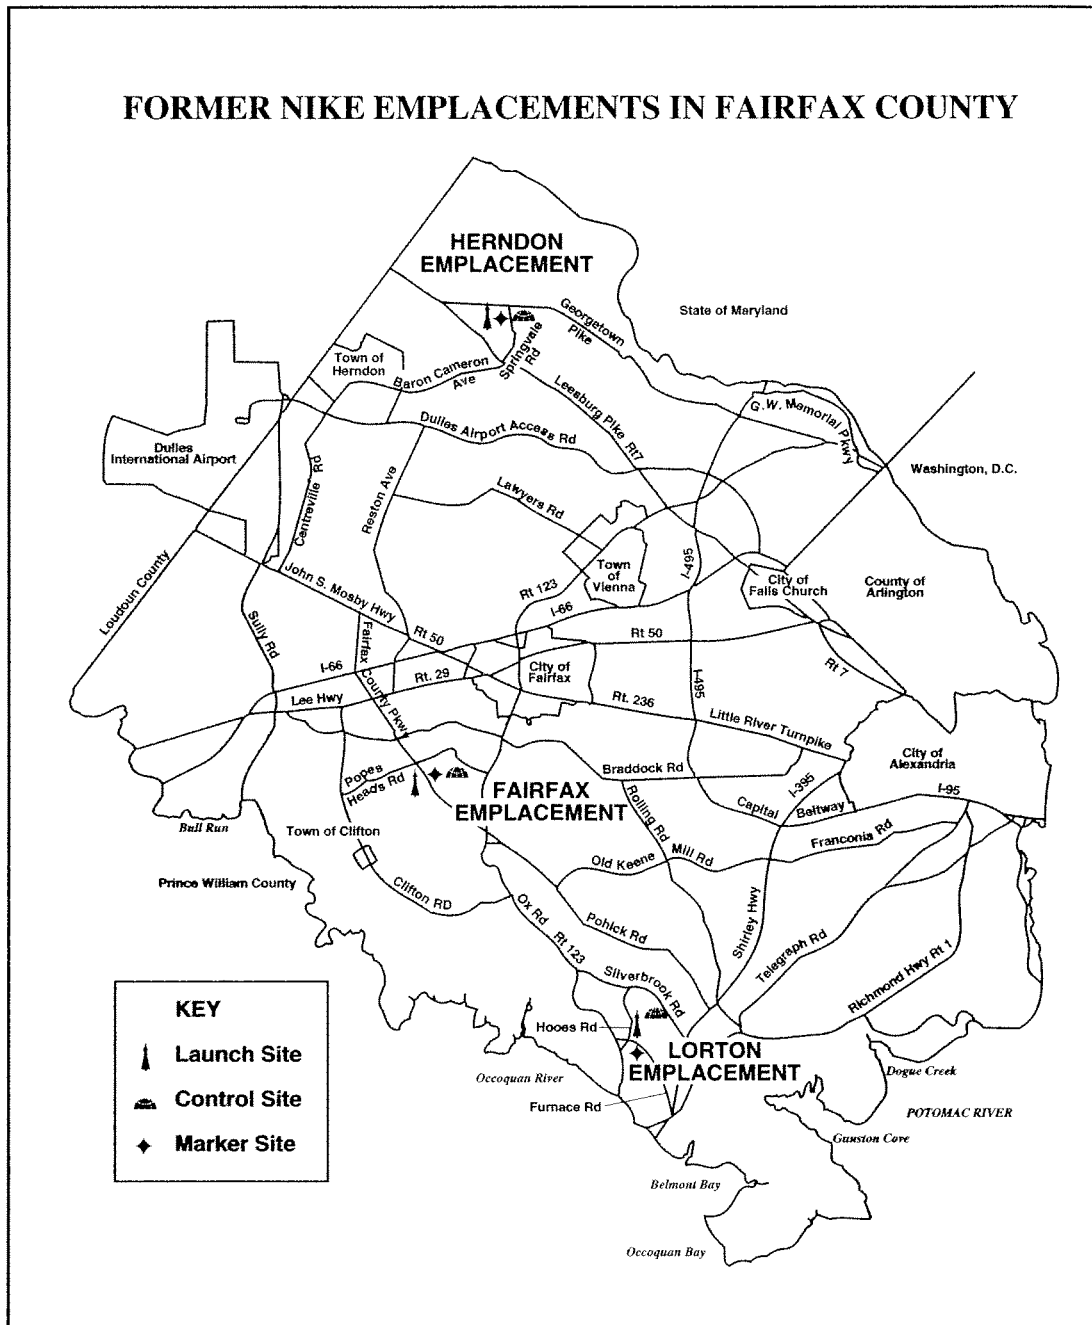 FORMER NIKE EMPLACEMENTS IN FAIRFAX COUNTY
HERNDON
EMPLACEMENT
State of Maryland
Georgetown
Pike
Springvale
Rd
Town of
Herndon
Baron Cameron
Ave
Leesburg Pike Rt7
G.W. Memorial Pkwy
Dulles Airport Access Rd
Dulles
International Airport
Washington, D.C.
Centreville Rd
Reston Ave
Lawyers Rd
Loudoun County
John S. Mosby Hwy
Town
of
Vienna
I-495
City of
Falls Church
County of
Arlington
Rt 123
I-66
Sully Rd
Fairfax
County Pkwy
Rt 50
Rt 50
I-66
Rt. 29
City of
Fairfax
I-495
Rt 7
Lee Hwy
Rt. 236
Little River Turnpike
City of
Alexandria
Popes
Heads Rd
Braddock Rd
I-395
I-95
FAIRFAX
EMPLACEMENT
Rolling Rd
Capital Beltway
Bull Run
Town of Clifton
Franconia Rd
Old Keene Mill Rd
Prince William County
Clifton RD
Ox Rd
Rt 123
Pohick Rd
Shirley Hwy
Telegraph Rd
Silverbrook Rd
Richmond Hwy Rt 1
KEY
Launch Site
Control Site
Marker Site
Hooes Rd
LORTON
EMPLACEMENT
Occoquan River
Furnace Rd
Dogue Creek
POTOMAC RIVER
Gunston Cove
Belmont Bay
Occoquan Bay